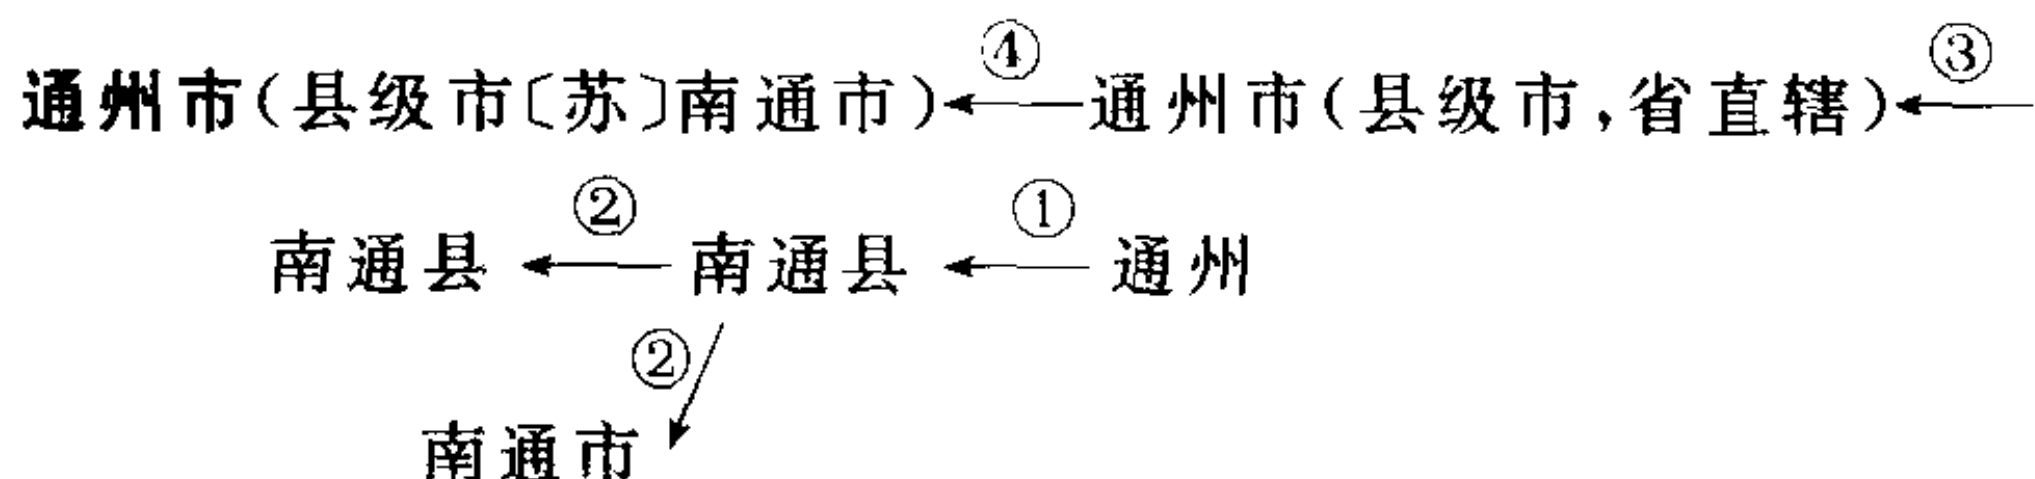 ④ ③
通州市(县级市〔苏〕南通市)←通州市(县级市,省直辖)←
② ①
南通县 ← 南通县 ← 通州
②
南通市